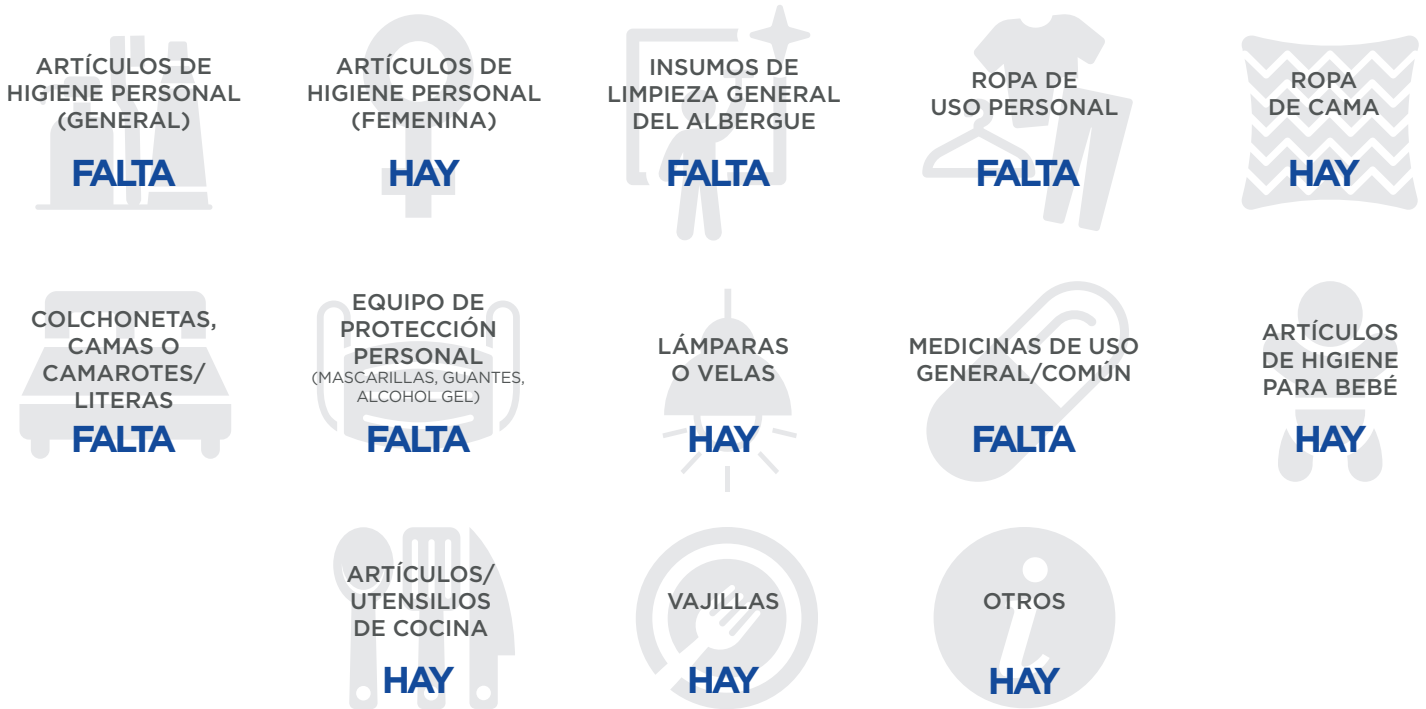 ARTÍCULOS DE
HIGIENE PERSONAL
(GENERAL)
FALTA
ARTÍCULOS DE
HIGIENE PERSONAL
(FEMENINA)
HAY
INSUMOS DE
LIMPIEZA GENERAL
DEL ALBERGUE
FALTA
ROPA DE
USO PERSONAL
FALTA
ROPA
DE CAMA
HAY
COLCHONETAS,
CAMAS O
CAMAROTES/
LITERAS
FALTA
EQUIPO DE
PROTECCIÓN
PERSONAL
(MASCARILLAS, GUANTES,
ALCOHOL GEL)
FALTA
LÁMPARAS
O VELAS
HAY
MEDICINAS DE USO
GENERAL/COMÚN
FALTA
ARTÍCULOS
DE HIGIENE
PARA BEBÉ
HAY
ARTÍCULOS/
UTENSILIOS
DE COCINA
HAY
VAJILLAS
HAY
OTROS
HAY